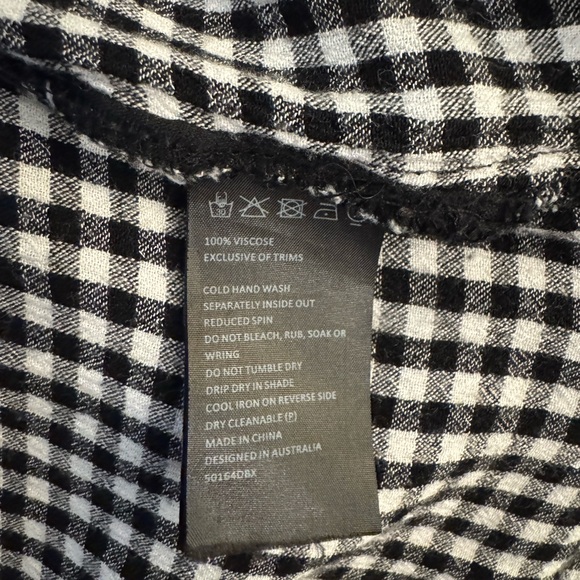 30
100% VISCOSE
EXCLUSIVE OF TRIMS
COLD HAND WASH
SEPARATELY INSIDE OUT
REDUCED SPIN
DO NOT BLEACH, RUB, SOAK OR
WRING
DO NOT TUMBLE DRY
DRIP DRY IN SHADE
COOL IRON ON REVERSE SIDE
DRY CLEANABLE (P)
MADE IN CHINA
DESIGNED IN AUSTRALIA
50164DBX